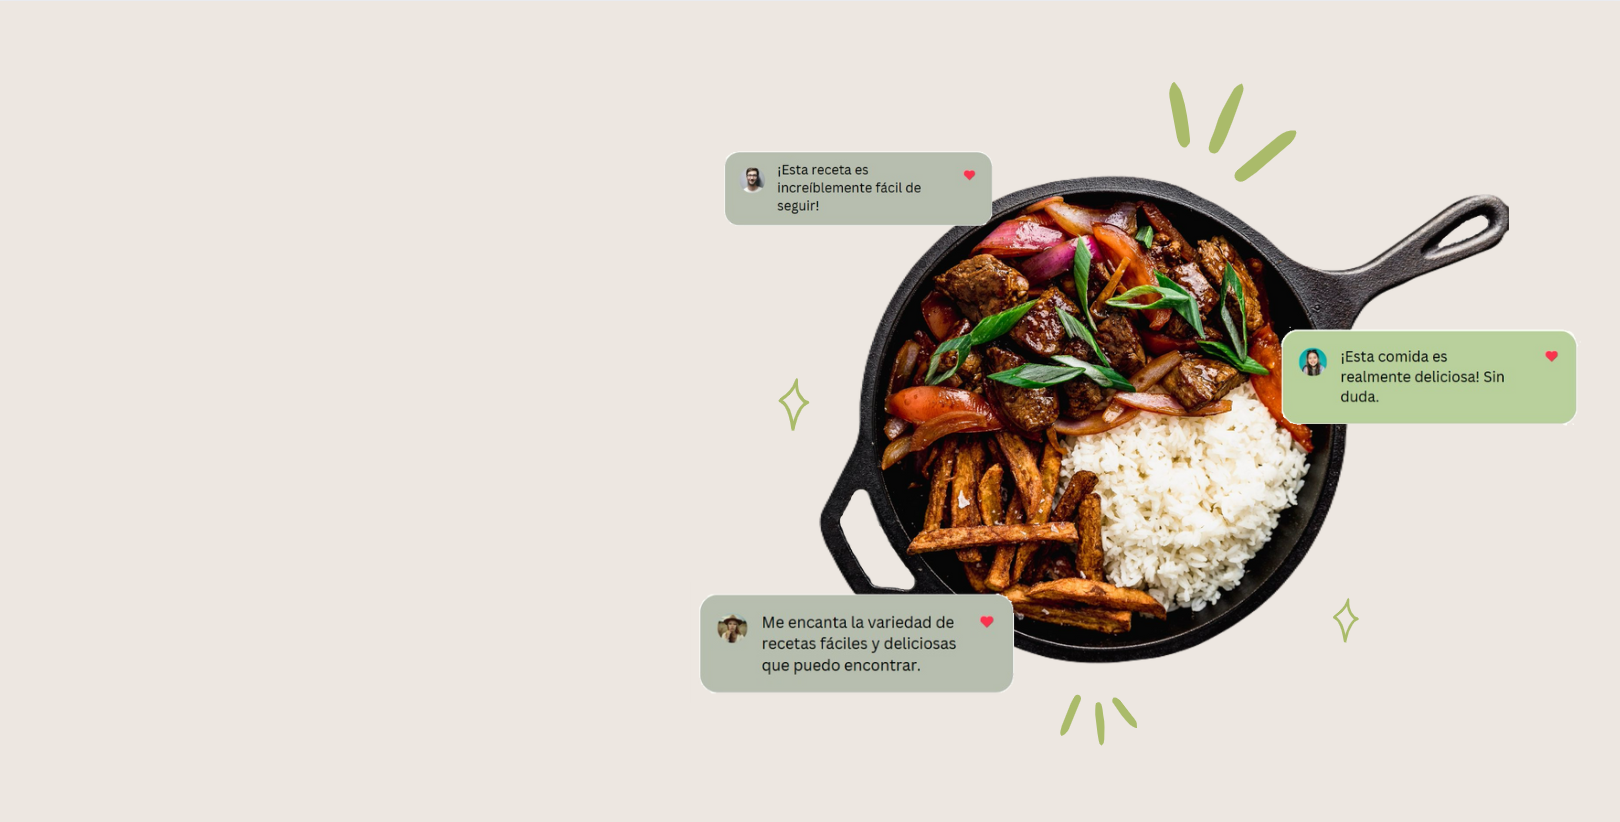 ¡Esta receta es
increíblemente fácil de
seguir!
¡Esta comida es
realmente deliciosa! Sin
duda.
Me encanta la variedad de
recetas fáciles y deliciosas
que puedo encontrar.